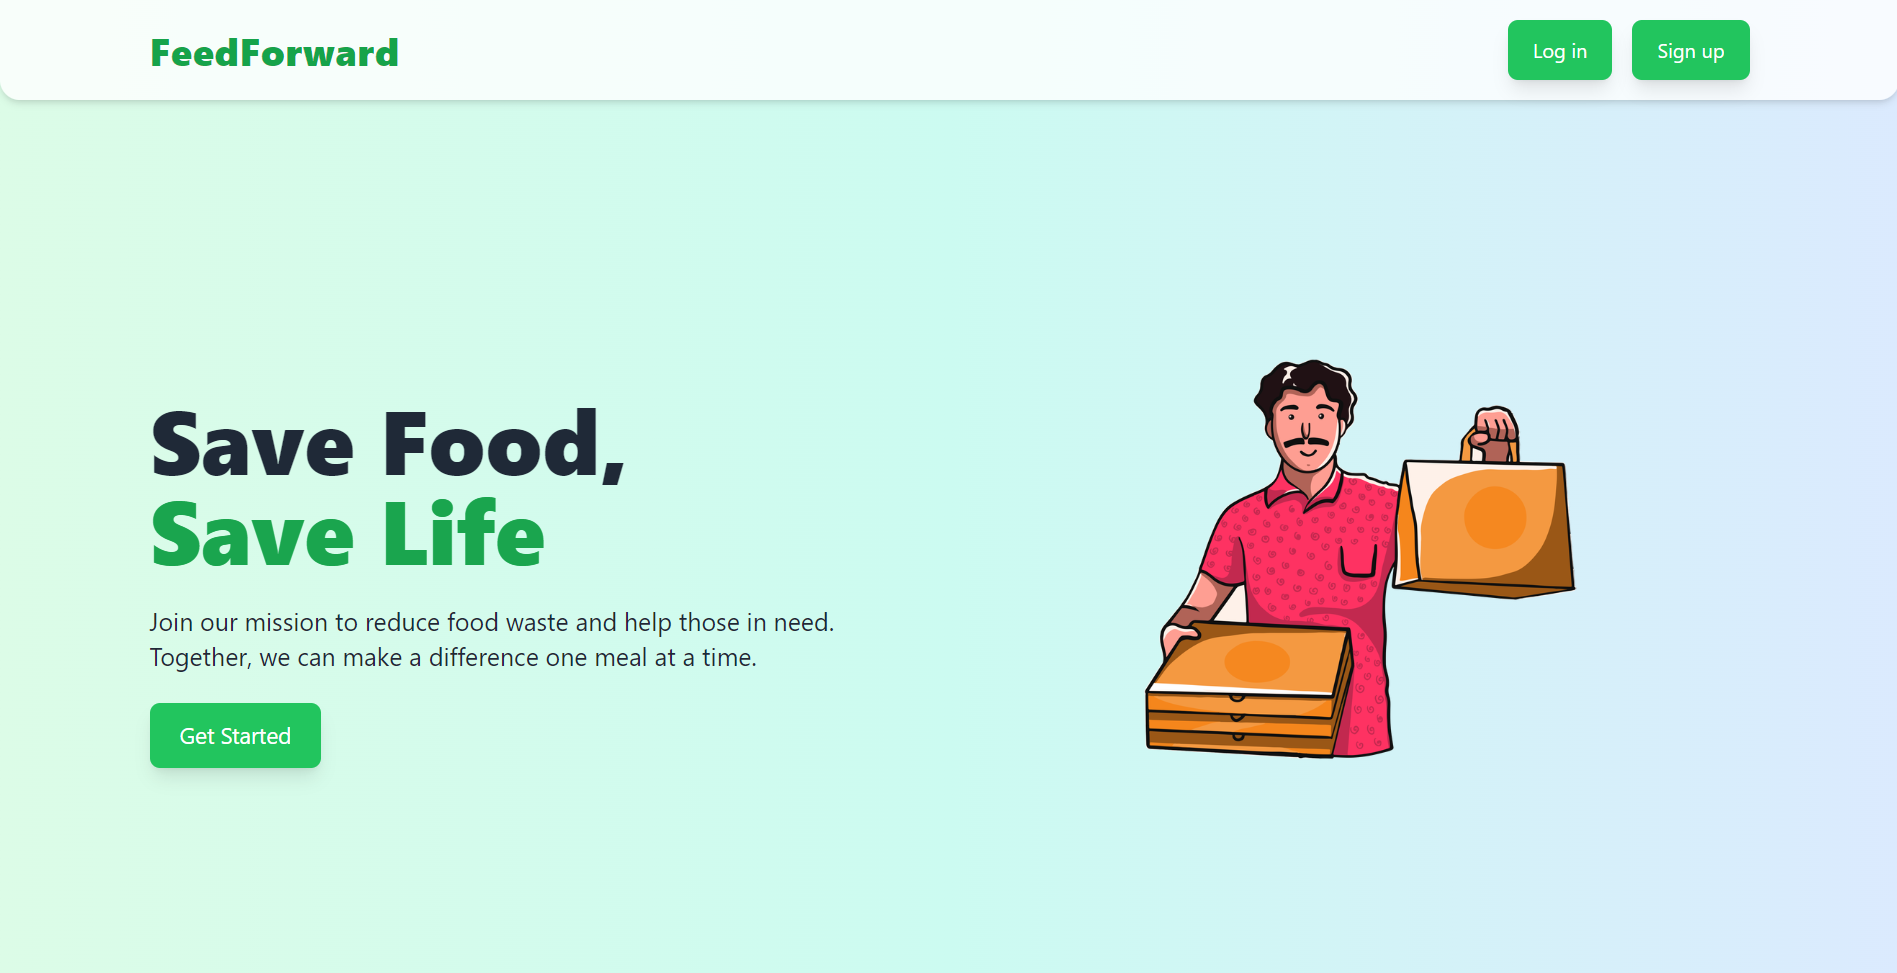 FeedForward
Log in
Sign up
Save Food,
Save Life
Join our mission to reduce food waste and help those in need.
Together, we can make a difference one meal at a time.
Get Started